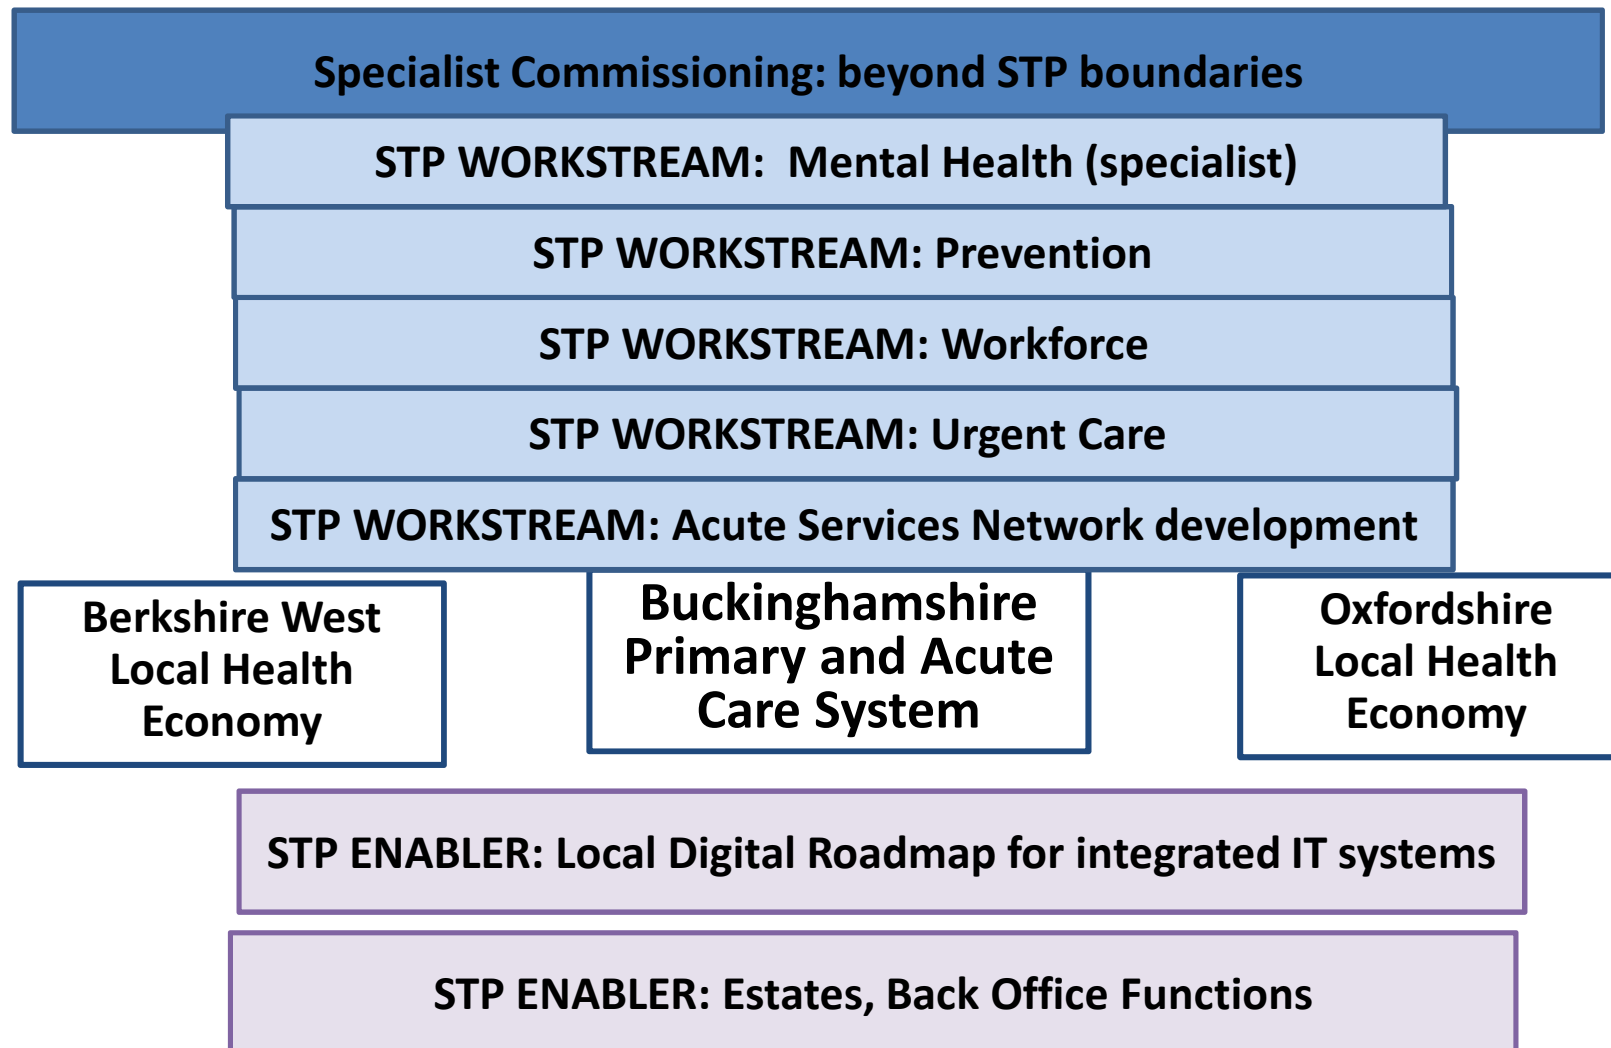 Specialist Commissioning: beyond STP boundaries
STP WORKSTREAM: Mental Health (specialist)
STP WORKSTREAM: Prevention
STP WORKSTREAM: Workforce
STP WORKSTREAM: Urgent Care
STP WORKSTREAM: Acute Services Network development
Berkshire West
Local Health
Economy
Buckinghamshire
Primary and Acute
Care System
Oxfordshire
Local Health
Economy
STP ENABLER: Local Digital Roadmap for integrated IT systems
STP ENABLER: Estates, Back Office Functions